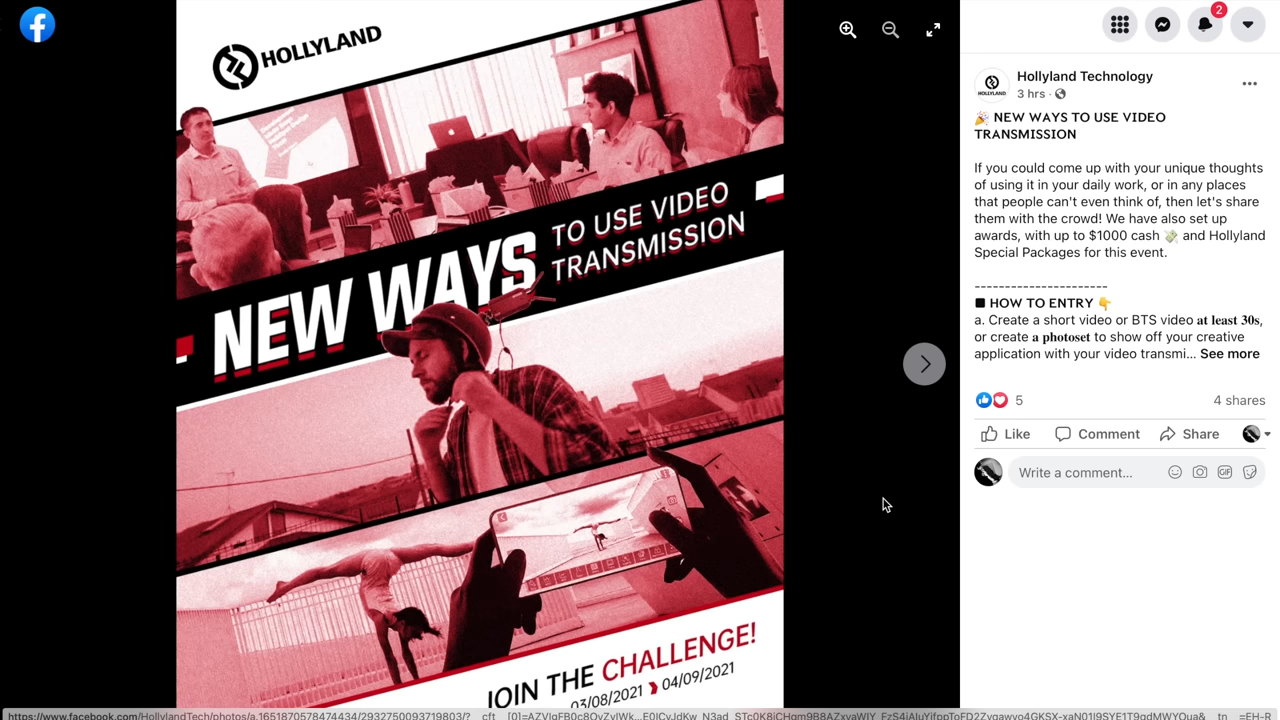 HOLLYLAND
NEW WAYS
TO USE VIDEO
TRANSMISSION
JOIN THE CHALLENGE!
03/08/2021 04/09/2021
2
Hollyland Technology
3 hrs ·
HOLLYLAND
🎉 NEW WAYS TO USE VIDEO
TRANSMISSION
If you could come up with your unique thoughts
of using it in your daily work, or in any places
that people can't even think of, then let's share
them with the crowd! We have also set up
awards, with up to $1000 cash 💸 and Hollyland
Special Packages for this event.
----------------------
■ HOW TO ENTRY 👇
a. Create a short video or BTS video at least 30s,
or create a photoset to show off your creative
application with your video transmi... See more
5
4 shares
Like
Comment
Share
Write a comment...
GIF